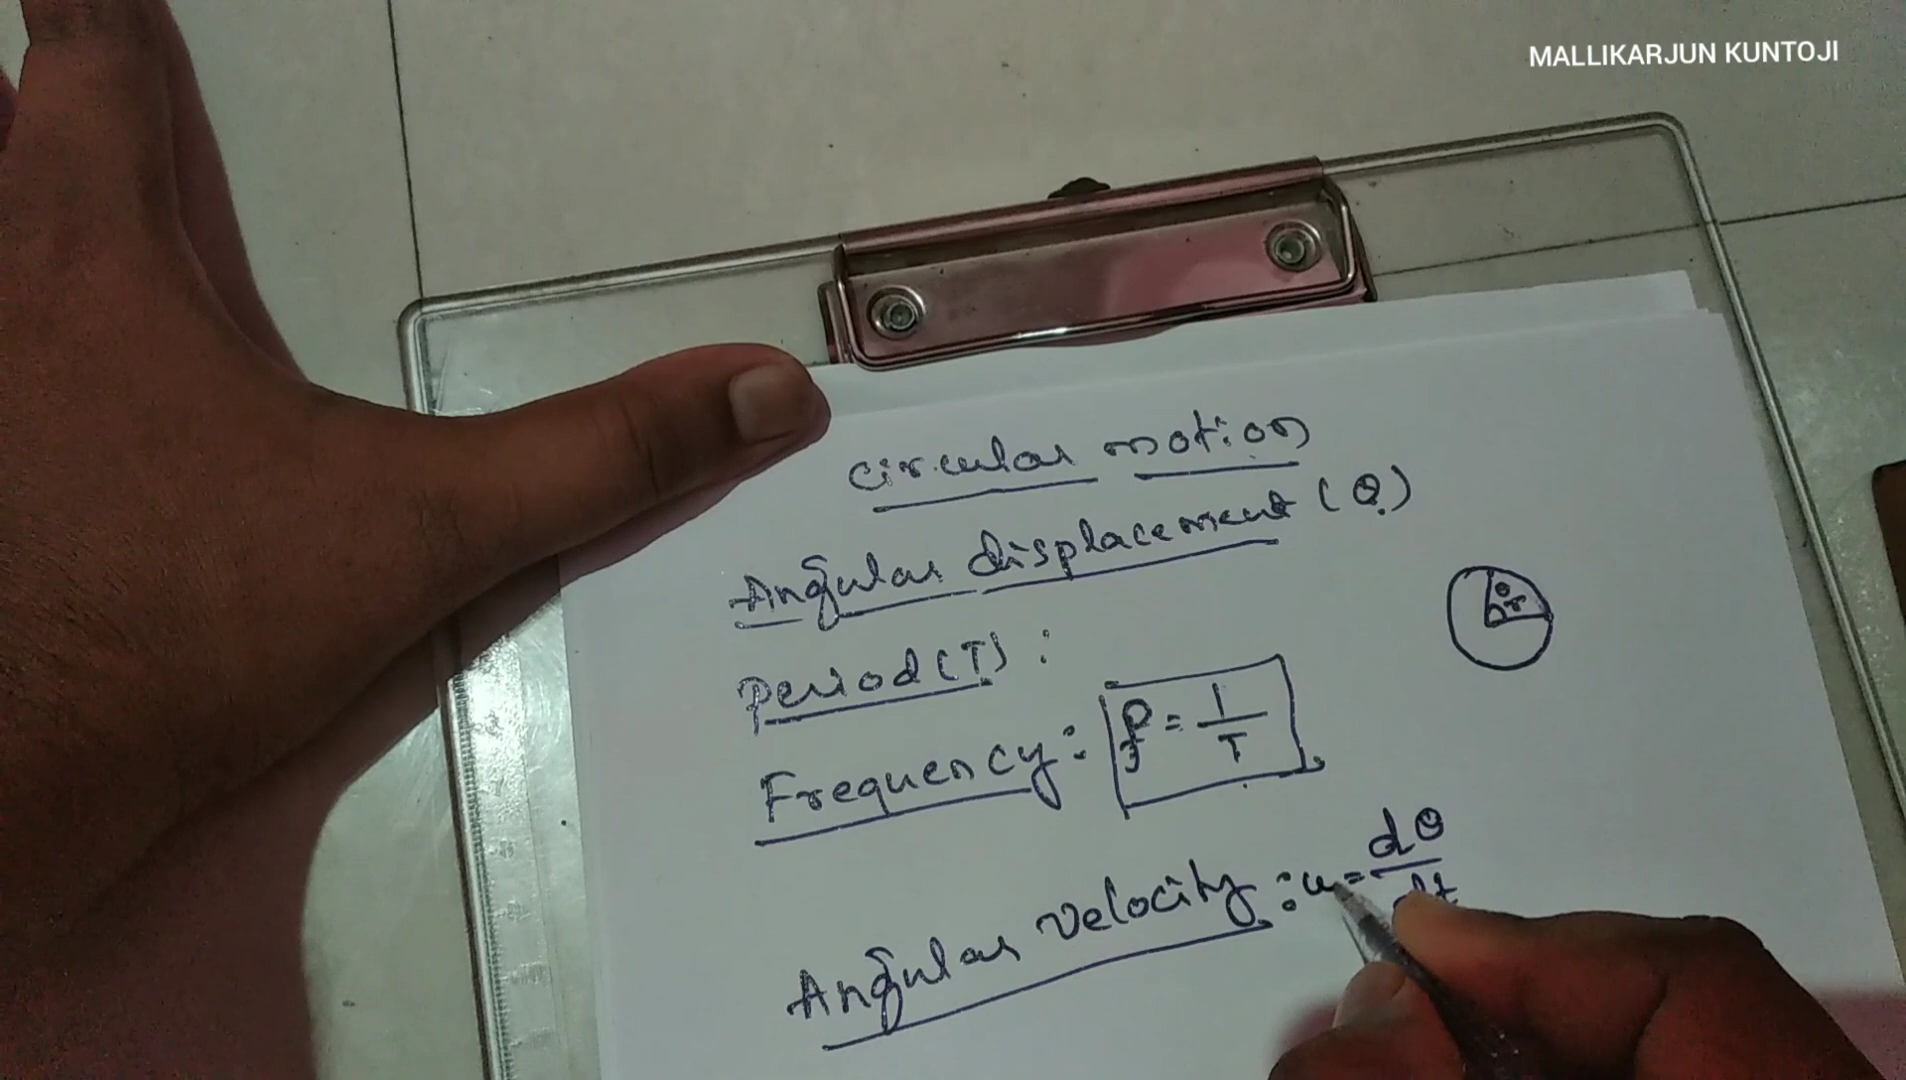 MALLIKARJUN KUNTOJI
circular motion
Angular displacement (θ)
θ
r
Period (T) :
Frequency : f = 1/T
Angular velocity : ω = dθ/dt